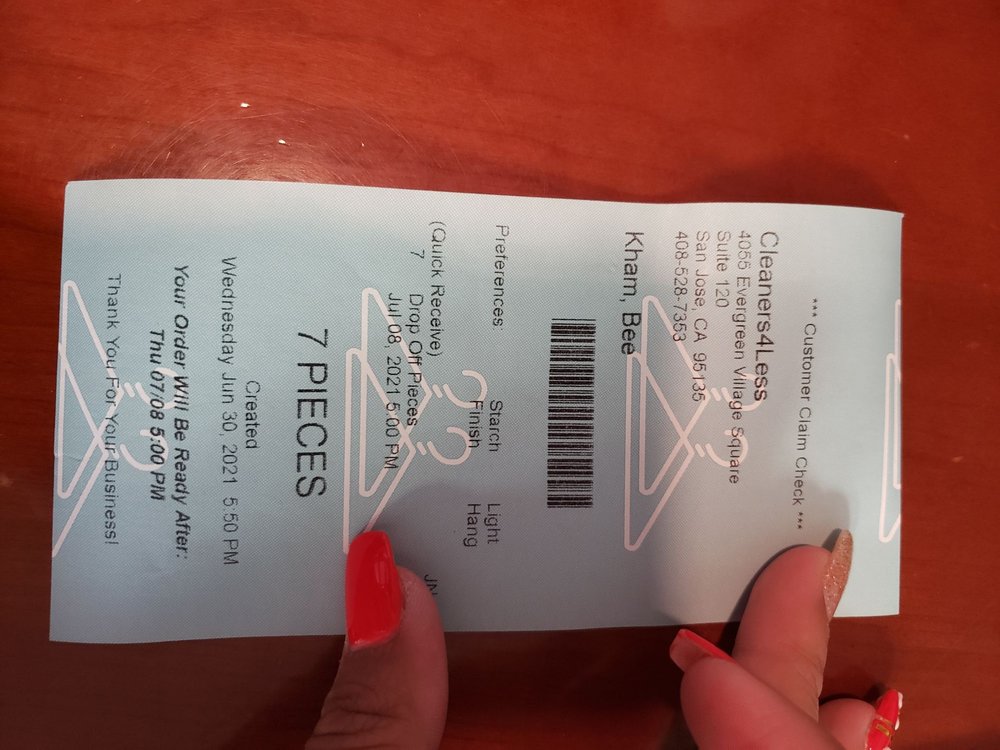 *** Customer Claim Check ***
Cleaners4Less
4055 Evergreen Village Square
Suite 120
San Jose, CA 95135
408-528-7353
Kham, Bee
Preferences: Starch Light
Finish Hang
(Quick Receive) JN
7 Drop Off Pieces
Jul 08, 2021 5:00 PM
7 PIECES
Created
Wednesday Jun 30, 2021 5:50 PM
Your Order Will Be Ready After:
Thu 07/08 5:00 PM
Thank You For Your Business!